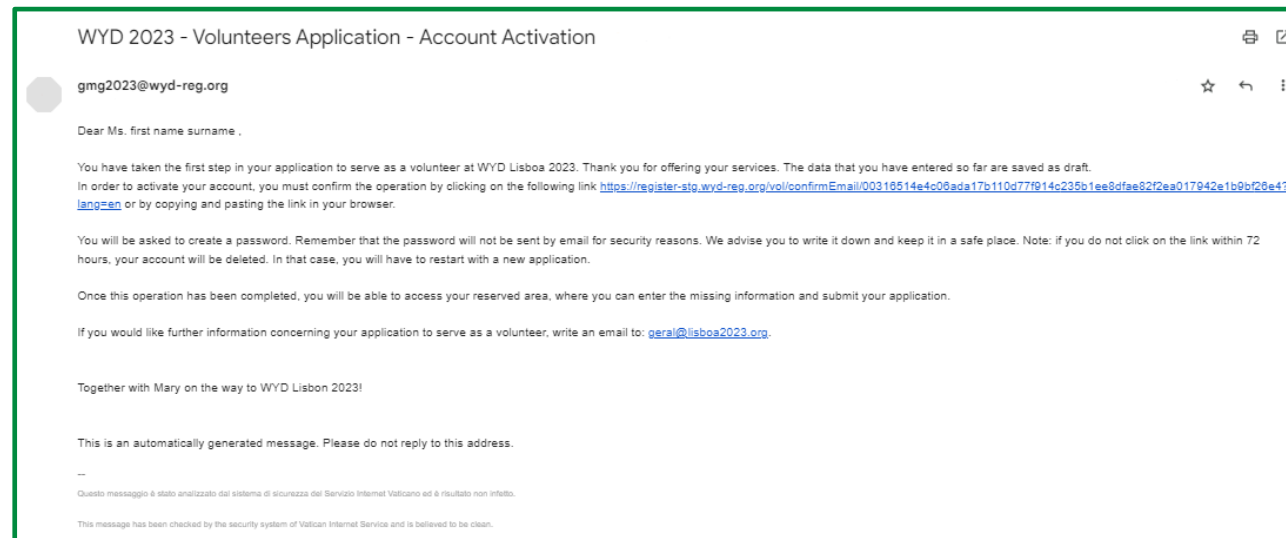 WYD 2023 - Volunteers Application - Account Activation
gmg2023@wyd-reg.org
Dear Ms. first name surname ,
You have taken the first step in your application to serve as a volunteer at WYD Lisboa 2023. Thank you for offering your services. The data that you have entered so far are saved as draft.
In order to activate your account, you must confirm the operation by clicking on the following link https://register-stg.wyd-reg.org/vol/confirmEmail/00316514e4c06ada17b110d77f914c235b1ee8dfae82f2ea017942e1b9bf26e4?
lang=en or by copying and pasting the link in your browser.
You will be asked to create a password. Remember that the password will not be sent by email for security reasons. We advise you to write it down and keep it in a safe place. Note: if you do not click on the link within 72
hours, your account will be deleted. In that case, you will have to restart with a new application.
Once this operation has been completed, you will be able to access your reserved area, where you can enter the missing information and submit your application.
If you would like further information concerning your application to serve as a volunteer, write an email to: geral@lisboa2023.org.
Together with Mary on the way to WYD Lisbon 2023!
This is an automatically generated message. Please do not reply to this address.
--
Questo messaggio è stato analizzato dal sistema di sicurezza del Servizio Internet Vaticano ed è risultato non infetto.
This message has been checked by the security system of Vatican Internet Service and is believed to be clean.